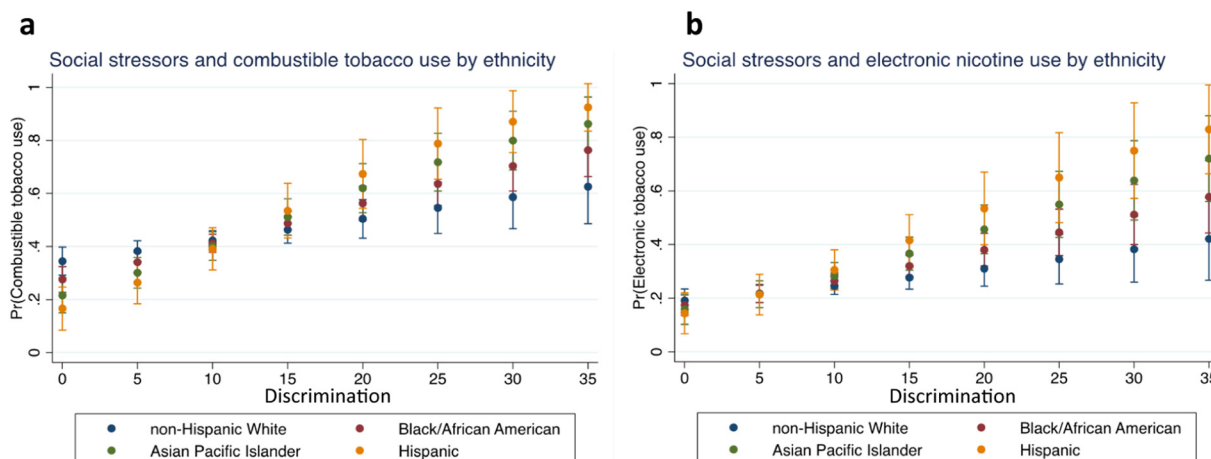 a
Social stressors and combustible tobacco use by ethnicity
Pr(Combustible tobacco use)
1
.8
.6
.4
.2
0
0 5 10 15 20 25 30 35
Discrimination
non-Hispanic White Black/African American
Asian Pacific Islander Hispanic
b
Social stressors and electronic nicotine use by ethnicity
Pr(Electronic tobacco use)
1
.8
.6
.4
.2
0
0 5 10 15 20 25 30 35
Discrimination
non-Hispanic White Black/African American
Asian Pacific Islander Hispanic